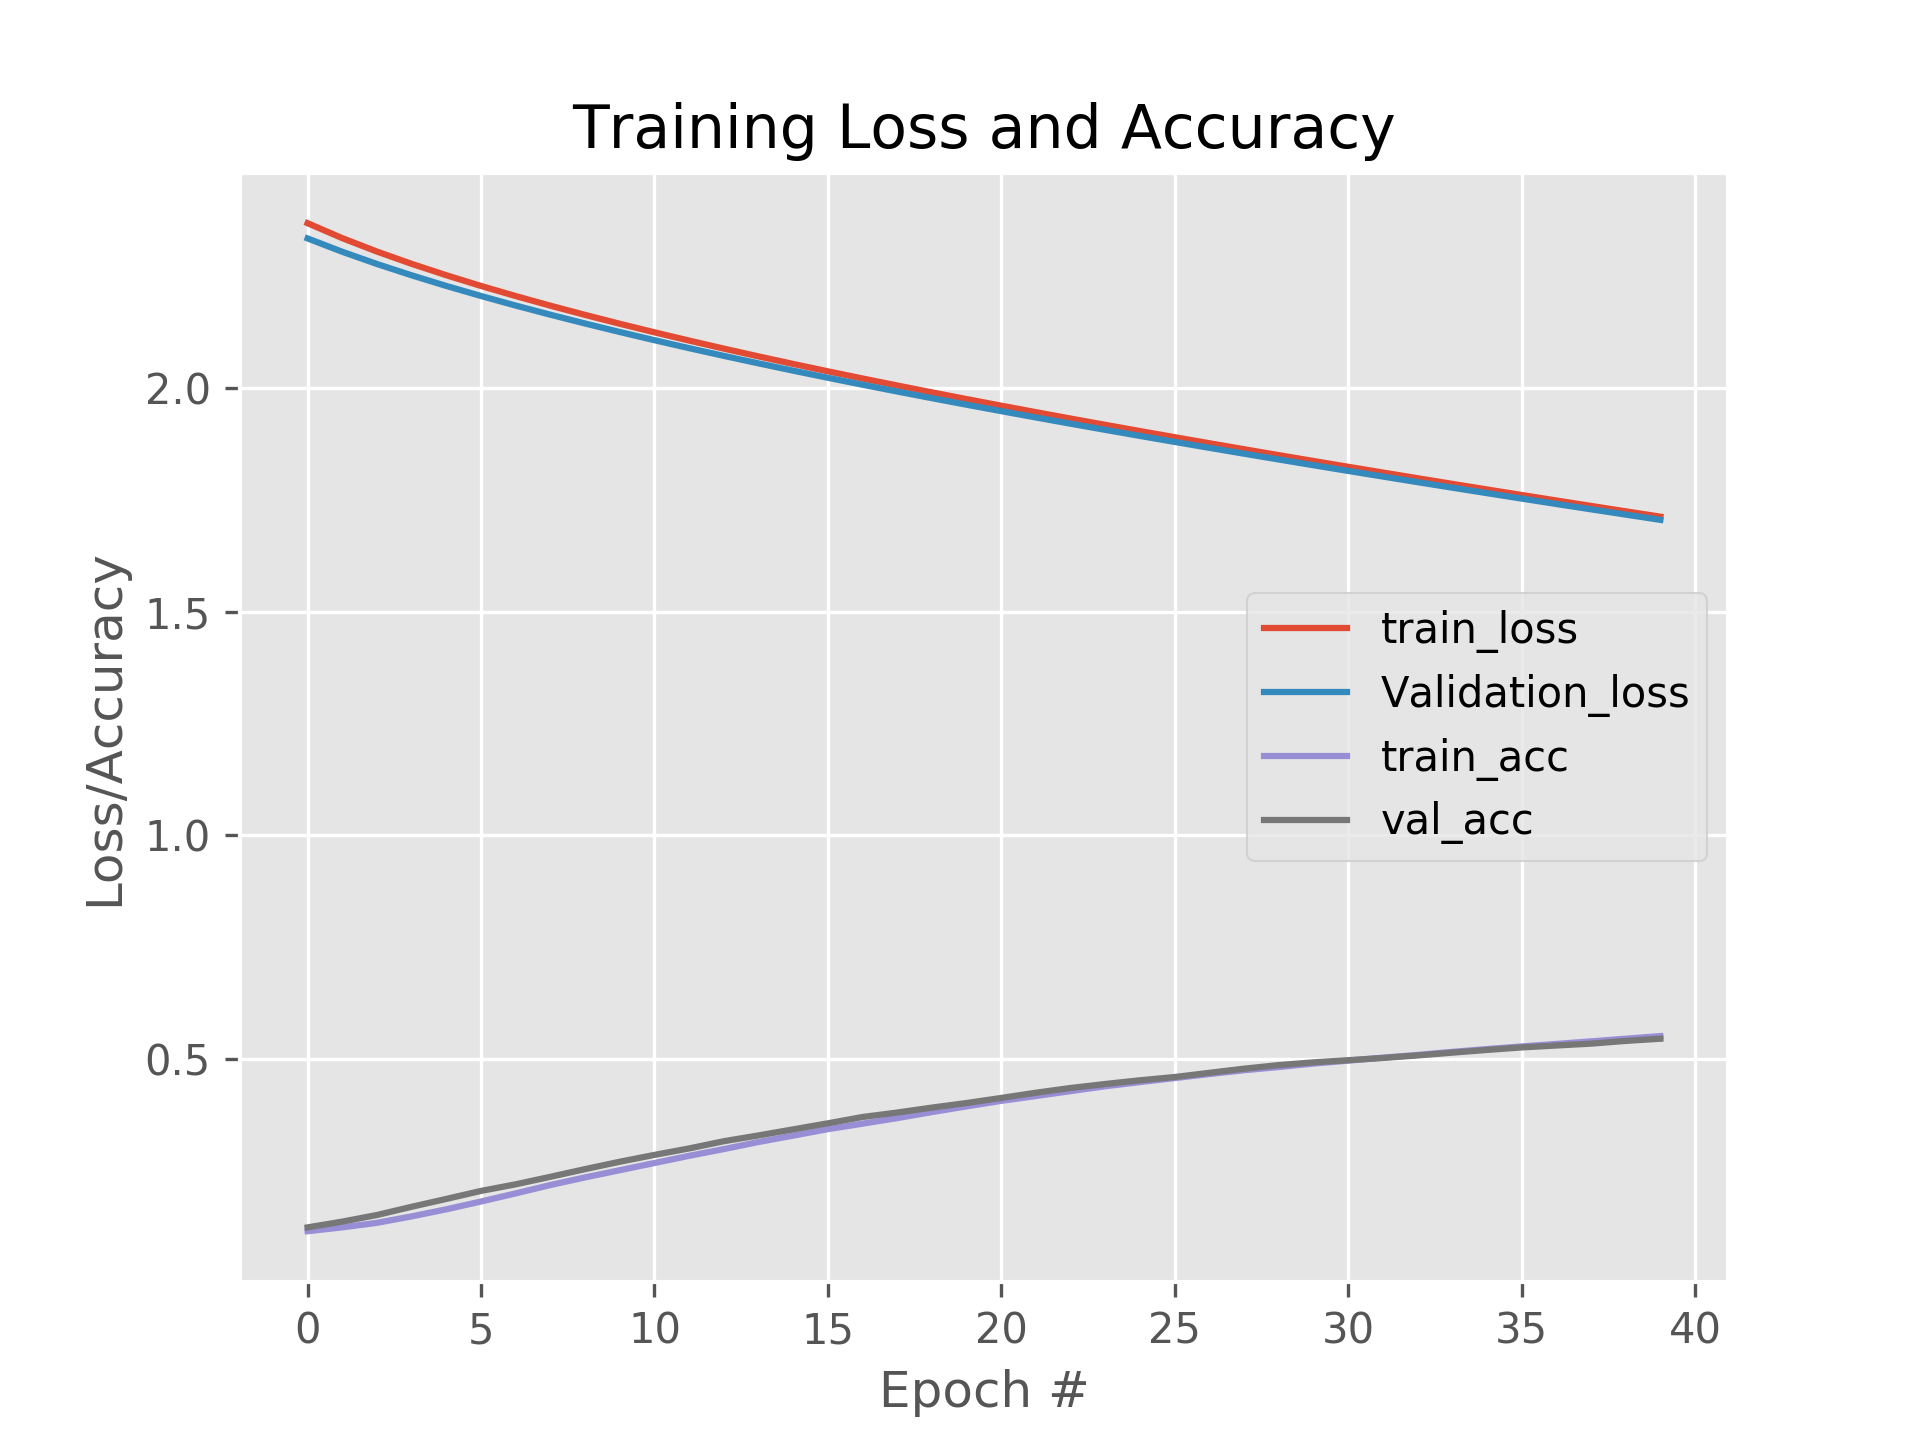 Training Loss and Accuracy
Loss/Accuracy
2.0
1.5
1.0
0.5
train_loss
Validation_loss
train_acc
val_acc
0 5 10 15 20 25 30 35 40
Epoch #